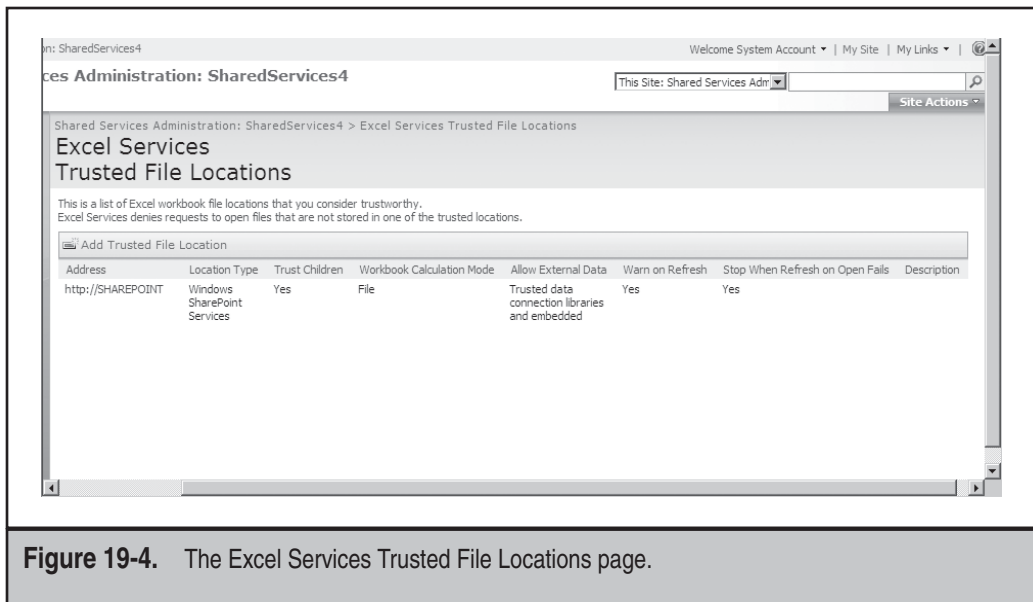 on: SharedServices4
Welcome System Account | My Site | My Links |
ces Administration: SharedServices4
This Site: Shared Services Adm
Site Actions
Shared Services Administration: SharedServices4 > Excel Services Trusted File Locations
Excel Services
Trusted File Locations
This is a list of Excel workbook file locations that you consider trustworthy.
Excel Services denies requests to open files that are not stored in one of the trusted locations.
Add Trusted File Location
Address Location Type Trust Children Workbook Calculation Mode Allow External Data Warn on Refresh Stop When Refresh on Open Fails Description
http://SHAREPOINT Windows Yes File Trusted data Yes Yes
SharePoint connection libraries
Services and embedded
Figure 19-4. The Excel Services Trusted File Locations page.